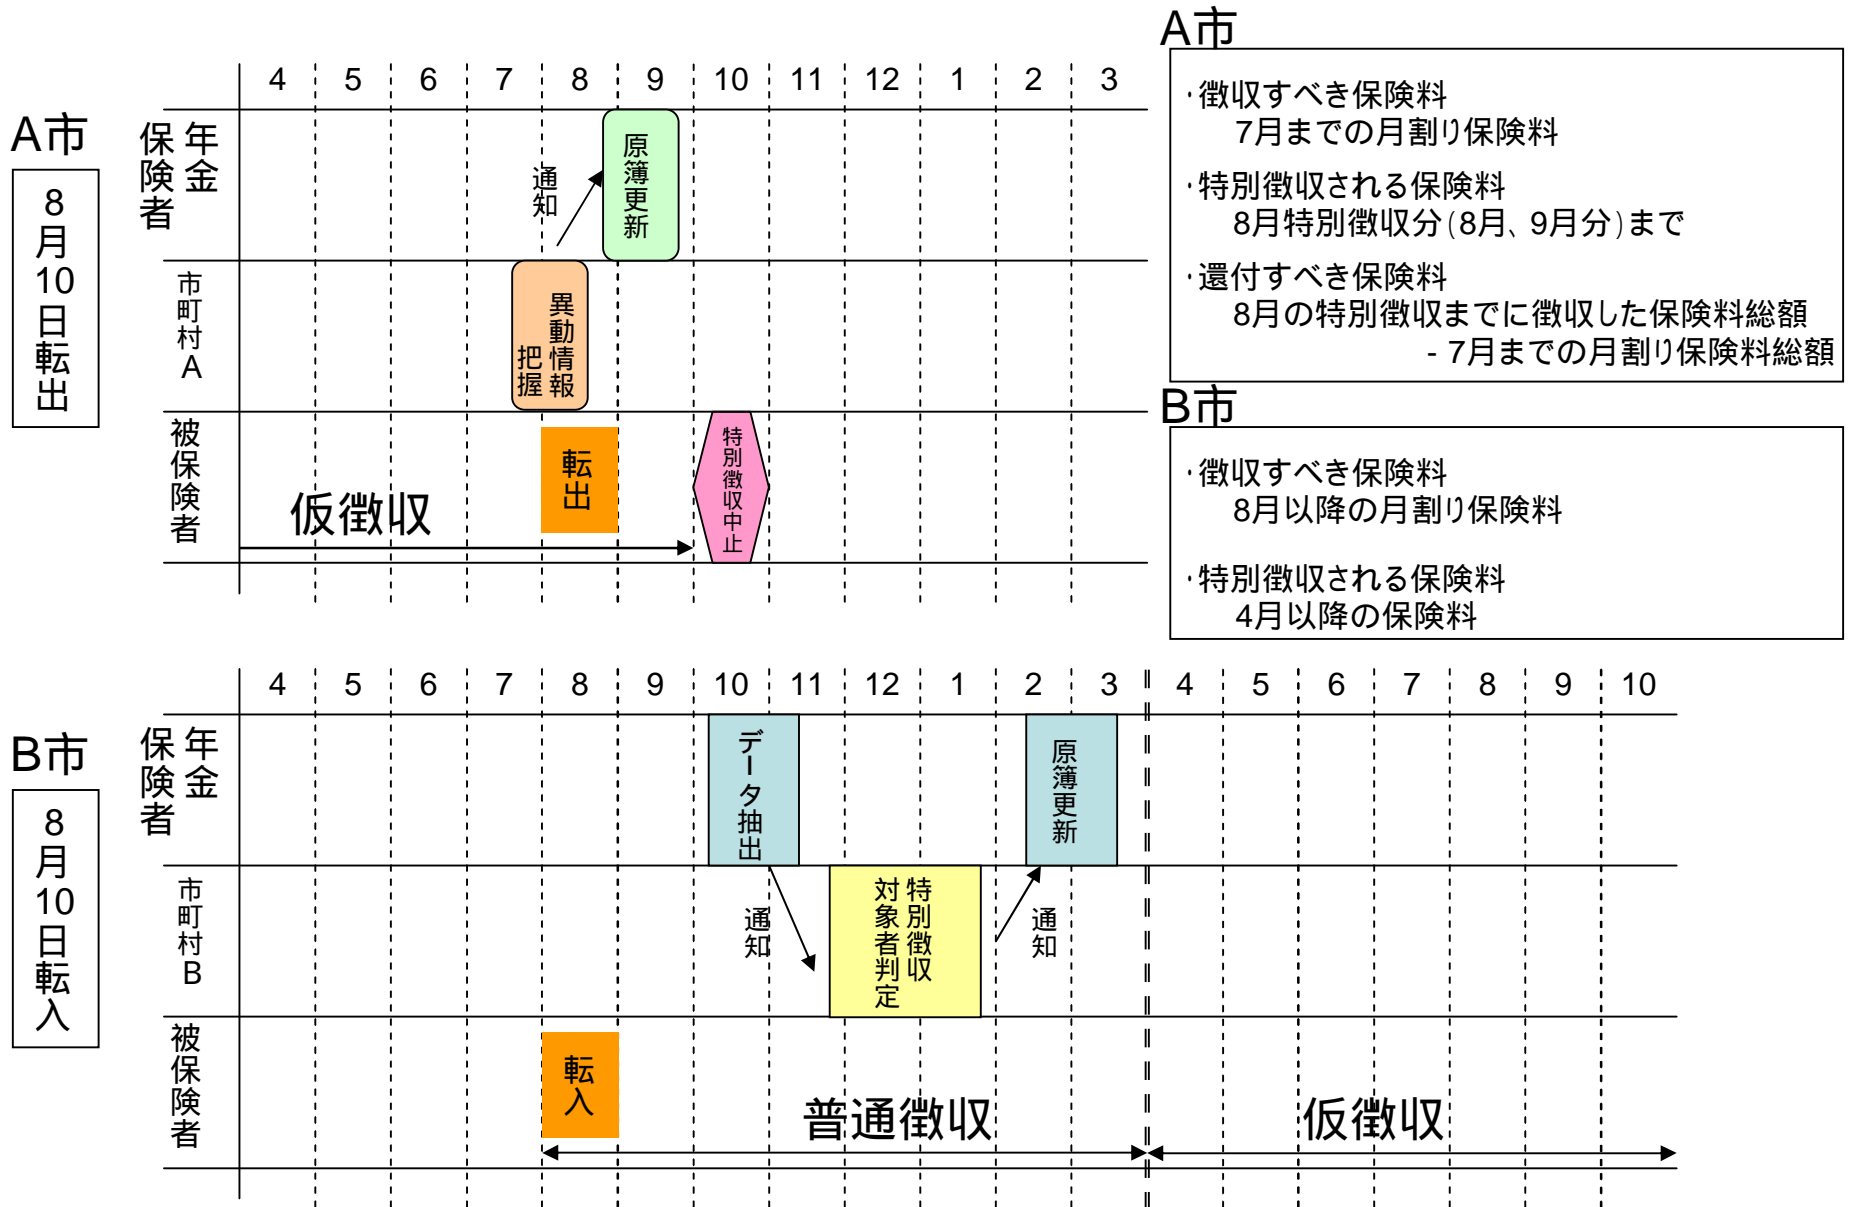 A市
・徴収すべき保険料
7月までの月割り保険料
・特別徴収される保険料
8月特別徴収分(8月、9月分)まで
・還付すべき保険料
8月の特別徴収までに徴収した保険料総額
- 7月までの月割り保険料総額
B市
・徴収すべき保険料
8月以降の月割り保険料
・特別徴収される保険料
4月以降の保険料
A市
8月10日転出
4 5 6 7 8 9 10 11 12 1 2 3
年金
保険者
通知
原簿更新
市町村A
異動情報
把握
被保険者
仮徴収
転出
特別徴収中止
B市
8月10日転入
4 5 6 7 8 9 10 11 12 1 2 3 4 5 6 7 8 9 10
年金
保険者
データ抽出
原簿更新
市町村B
通知
特別徴収
対象者判定
通知
被保険者
転入
普通徴収
仮徴収